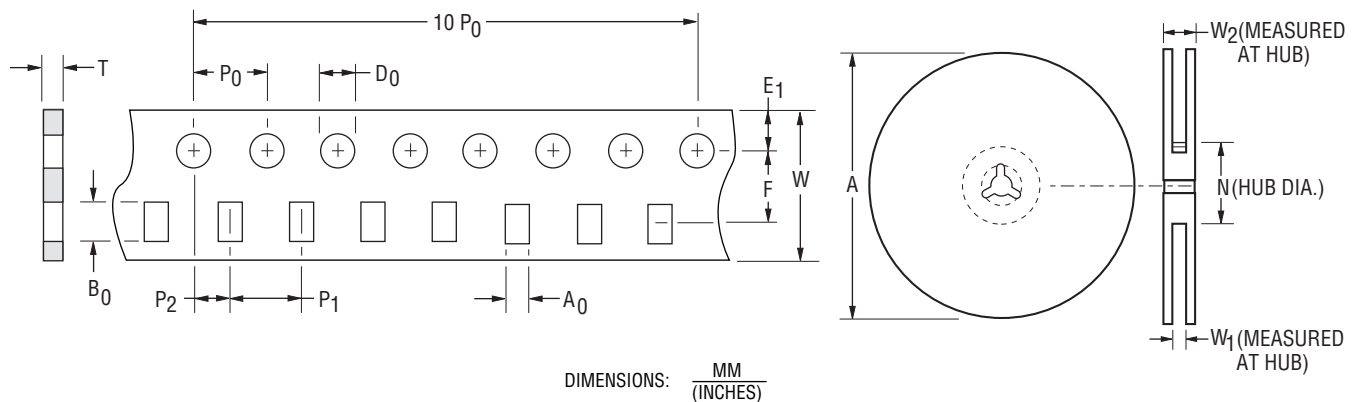 10 P0
T
P0
D0
E1
W
F
B0
P2
P1
A0
A
W2 (MEASURED
AT HUB)
N (HUB DIA.)
W1 (MEASURED
AT HUB)
DIMENSIONS: MM
(INCHES)